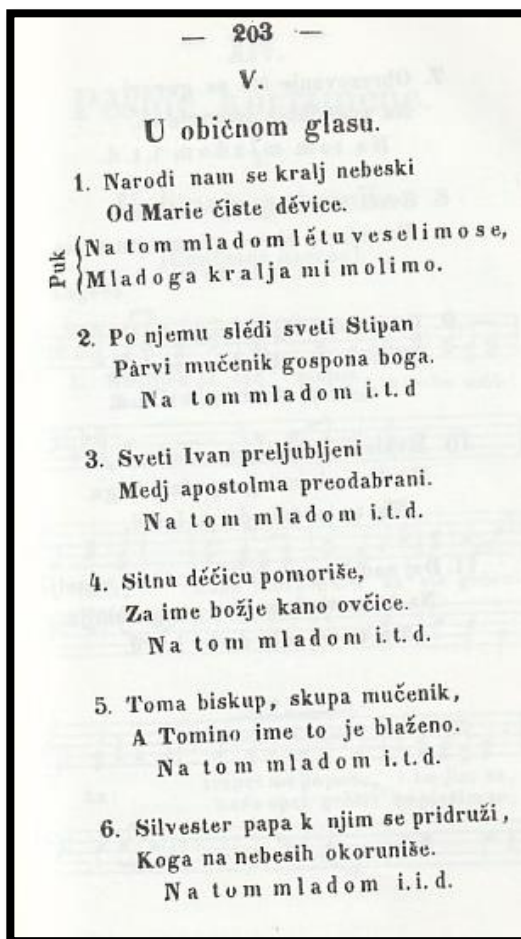 — 203 —
V.
U običnom glasu.
1. Narodi nam se kralj nebeski
Od Marie čiste děvice.
Puk
Na tom mladom lětu veselimo se,
Mladoga kralja mi molimo.
2. Po njemu slědi sveti Stipan
Pàrvi mučenik gospona boga.
Na tom mladom i.t.d
3. Sveti Ivan preljubljeni
Medj apostolma preodabrani.
Na tom mladom i.t.d.
4. Sitnu děčicu pomoriše,
Za ime božje kano ovčice.
Na tom mladom i.t.d.
5. Toma biskup, skupa mučenik,
A Tomino ime to je blaženo.
Na tom mladom i.t.d.
6. Silvester papa k njim se pridruži,
Koga na nebesih okoruniše.
Na tom mladom i.i.d.